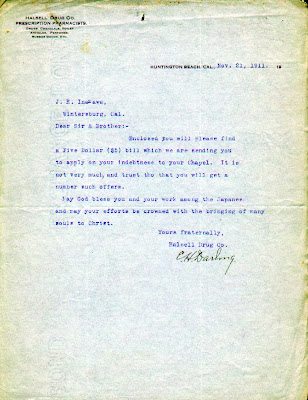 HALSELL DRUG CO.
PRESCRIPTION PHARMACISTS.
HUNTINGTON BEACH, CAL., Nov. 21, 1911. 19
J. K. Inazawa,
Wintersburg, Cal.
Dear Sir & Brother:-
Enclosed you will please find
a Five Dollar ($5) bill which we are sending you
to apply on your indebtness to your Chapel. It is
not very much, and trust tho that you will get a
number such offers.
May God bless you and your work among the Japanese
and may your efforts be crowned with the bringing of many
souls to Christ.
Yours fraternally,
Halsell Drug Co.
C H Darling